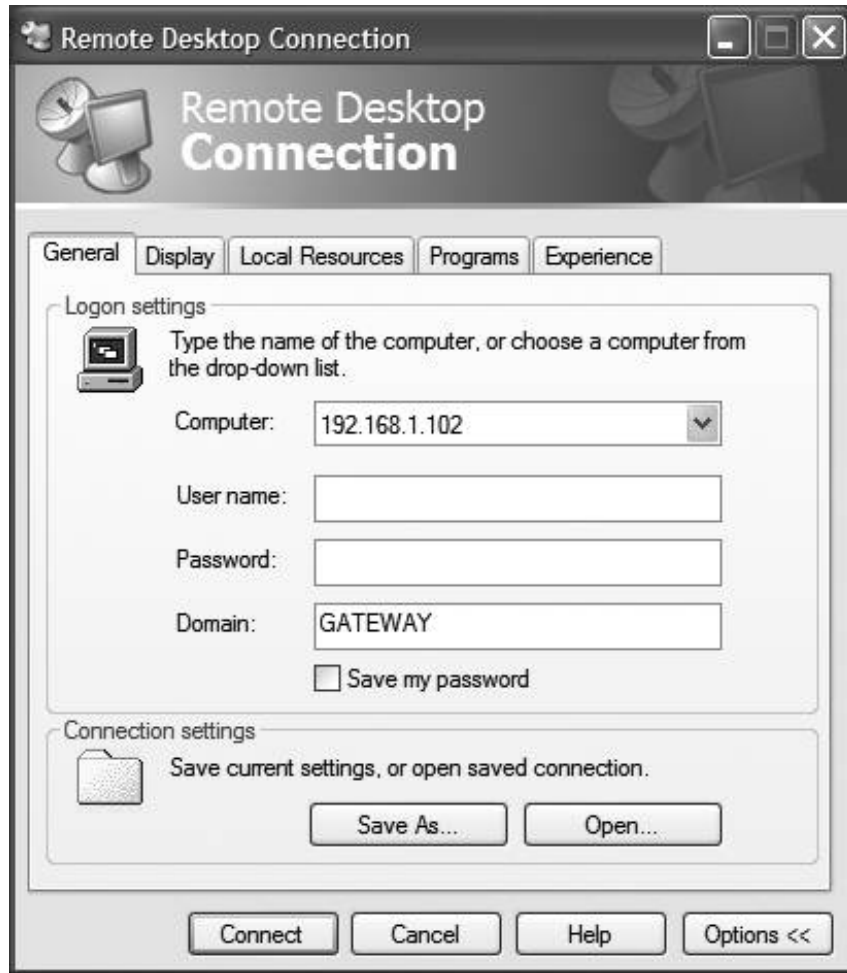 Remote Desktop Connection
Remote Desktop
Connection
General Display Local Resources Programs Experience
Logon settings
Type the name of the computer, or choose a computer from
the drop-down list.
Computer: 192.168.1.102
User name:
Password:
Domain: GATEWAY
Save my password
Connection settings
Save current settings, or open saved connection.
Save As... Open...
Connect Cancel Help Options <<